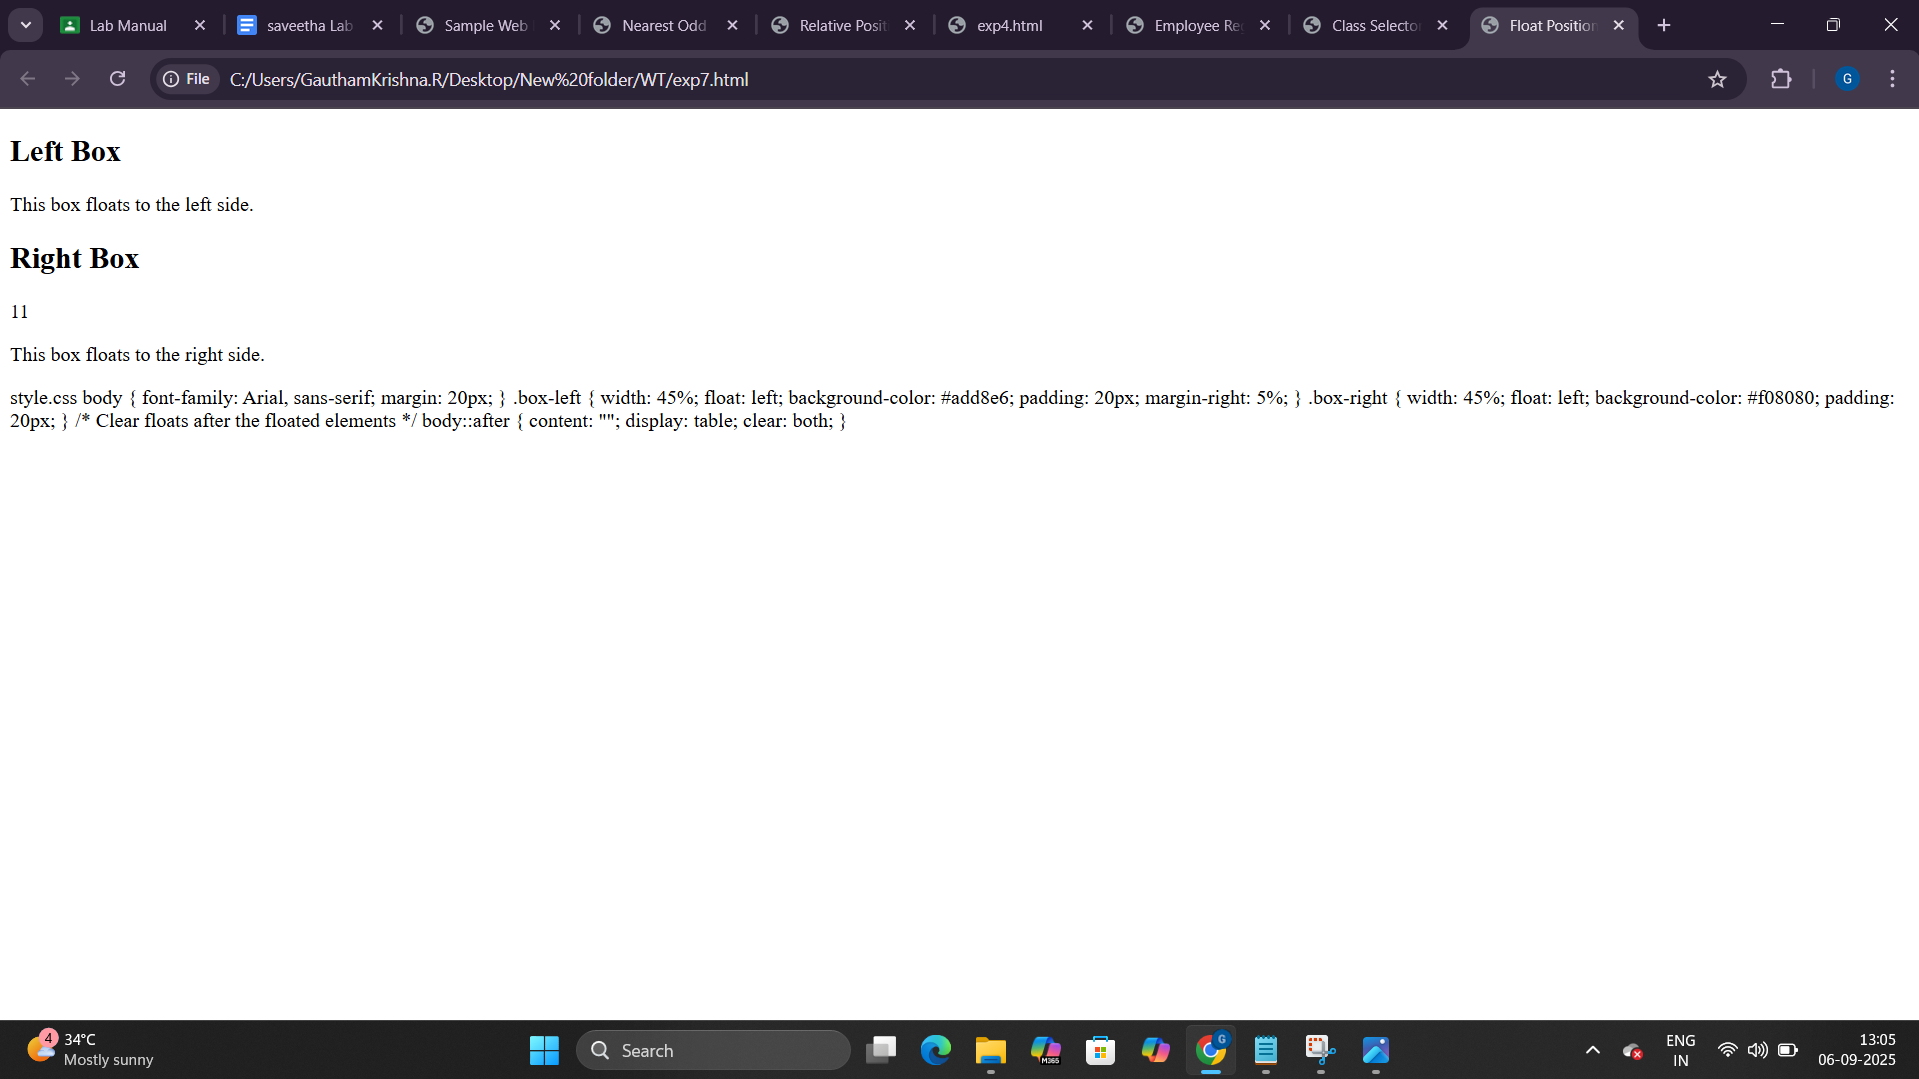 Lab Manual
saveetha Lab
Sample Web
Nearest Odd
Relative Posit
exp4.html
Employee Re
Class Selector
Float Position
File
C:/Users/GauthamKrishna.R/Desktop/New%20folder/WT/exp7.html
G
Left Box
This box floats to the left side.
Right Box
11
This box floats to the right side.
style.css body { font-family: Arial, sans-serif; margin: 20px; } .box-left { width: 45%; float: left; background-color: #add8e6; padding: 20px; margin-right: 5%; } .box-right { width: 45%; float: left; background-color: #f08080; padding:
20px; } /* Clear floats after the floated elements */ body::after { content: ""; display: table; clear: both; }
4
34°C
Mostly sunny
Search
M365
G
ENG
IN
13:05
06-09-2025